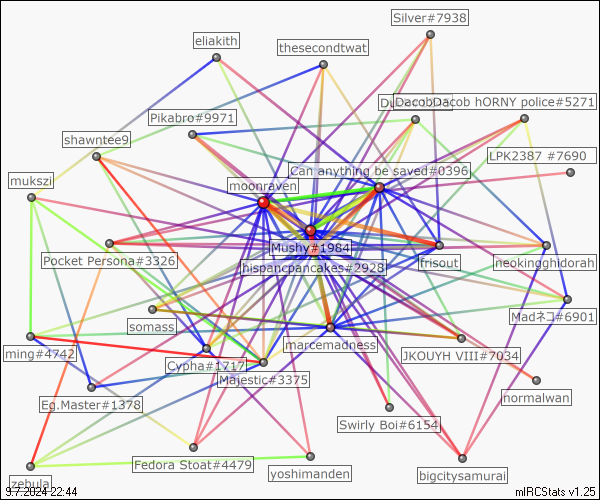 Silver#7938
eliakith
thesecondtwat
DacobDacob hORNY police#5271
Pikabro#9971
shawntee9
LPK2387 #7690
Can anything be saved#0396
mukszi
moonraven
Mushy#1984
Pocket Persona#3326
frisout
neokingghidorah
hispancpancakes#2928
Madネコ#6901
somass
marcemadness
ming#4742
Cypha#1717
JKOUYH VIII#7034
Majestic#3375
normalwan
Eg.Master#1378
Swirly Boi#6154
Fedora Stoat#4479
yoshimanden
bigcitysamurai
zebula
9.7.2024 22:44
mIRCStats v1.25